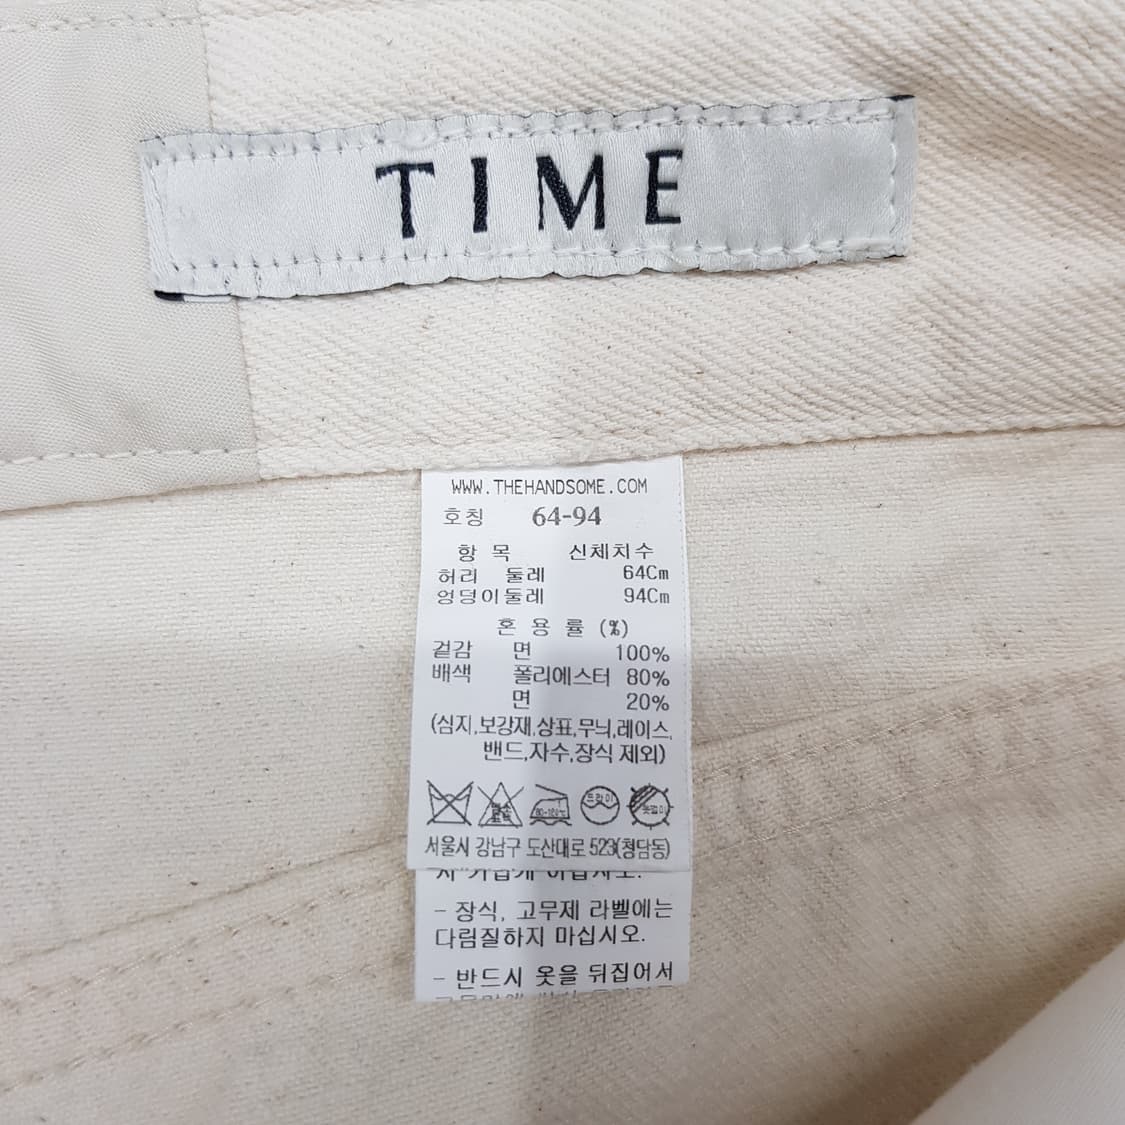 TIME
WWW.THEHANDSOME.COM
호칭 64-94
항 목 신체치수
허리 둘레 64Cm
엉덩이둘레 94Cm
혼 용 률 (%)
겉감 면 100%
배색 폴리에스터 80%
면 20%
(심지,보강재,상표,무늬,레이스,
밴드,자수,장식 제외)
드라이
서울시 강남구 도산대로 523(청담동)
- 장식, 고무제 라벨에는
다림질하지 마십시오.
- 반드시 옷을 뒤집어서